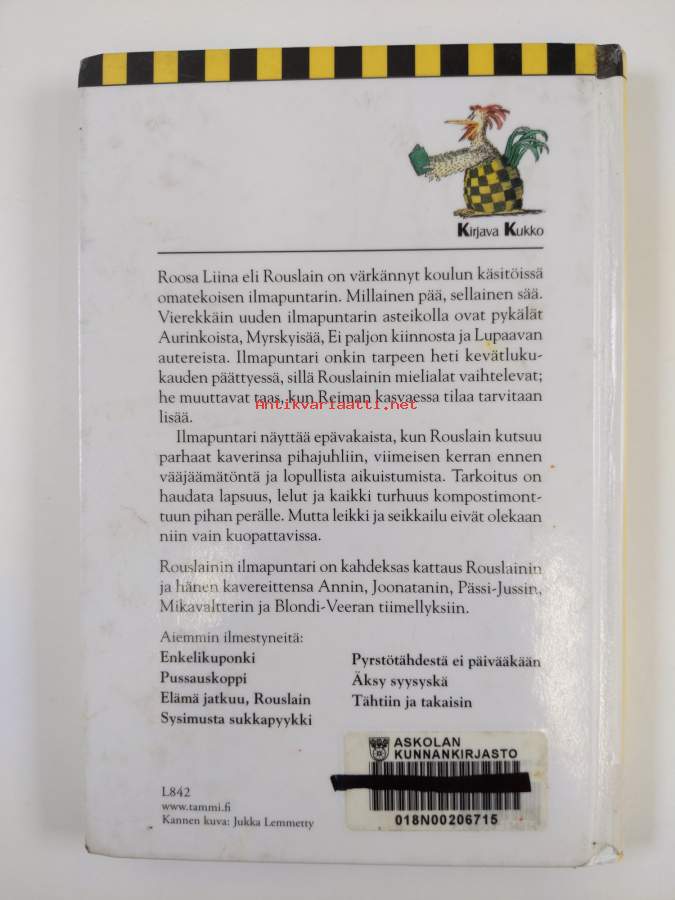 Kirjava Kukko
Roosa Liina eli Rouslain on värkännyt koulun käsitöissä
omatekoisen ilmapuntarin. Millainen pää, sellainen sää.
Vierekkäin uuden ilmapuntarin asteikolla ovat pykälät
Aurinkoista, Myrskyisää, Ei paljon kiinnosta ja Lupaavan
autereista. Ilmapuntari onkin tarpeen heti kevätluku-
kauden päättyessä, sillä Rouslainin mielialat vaihtelevat;
he muuttavat taas, kun Reiman kasvaessa tilaa tarvitaan
lisää.
Antikvariaatti.net
Ilmapuntari näyttää epävakaista, kun Rouslain kutsuu
parhaat kaverinsa pihajuhliin, viimeisen kerran ennen
vääjäämätöntä ja lopullista aikuistumista. Tarkoitus on
haudata lapsuus, lelut ja kaikki turhuus kompostimont-
tuun pihan perälle. Mutta leikki ja seikkailu eivät olekaan
niin vain kuopattavissa.
Rouslainin ilmapuntari on kahdeksas kattaus Rouslainin
ja hänen kavereittensa Annin, Joonatanin, Pässi-Jussin,
Mikavaltterin ja Blondi-Veeran tiimellyksiin.
Aiemmin ilmestyneitä:
Enkelikuponki
Pussauskoppi
Elämä jatkuu, Rouslain
Sysimusta sukkapyykki
Pyrstötähdestä ei päivääkään
Äksy syysyskä
Tähtiin ja takaisin
ASKOLAN
KUNNANKIRJASTO
018N00206715
L842
www.tammi.fi
Kannen kuva: Jukka Lemmetty